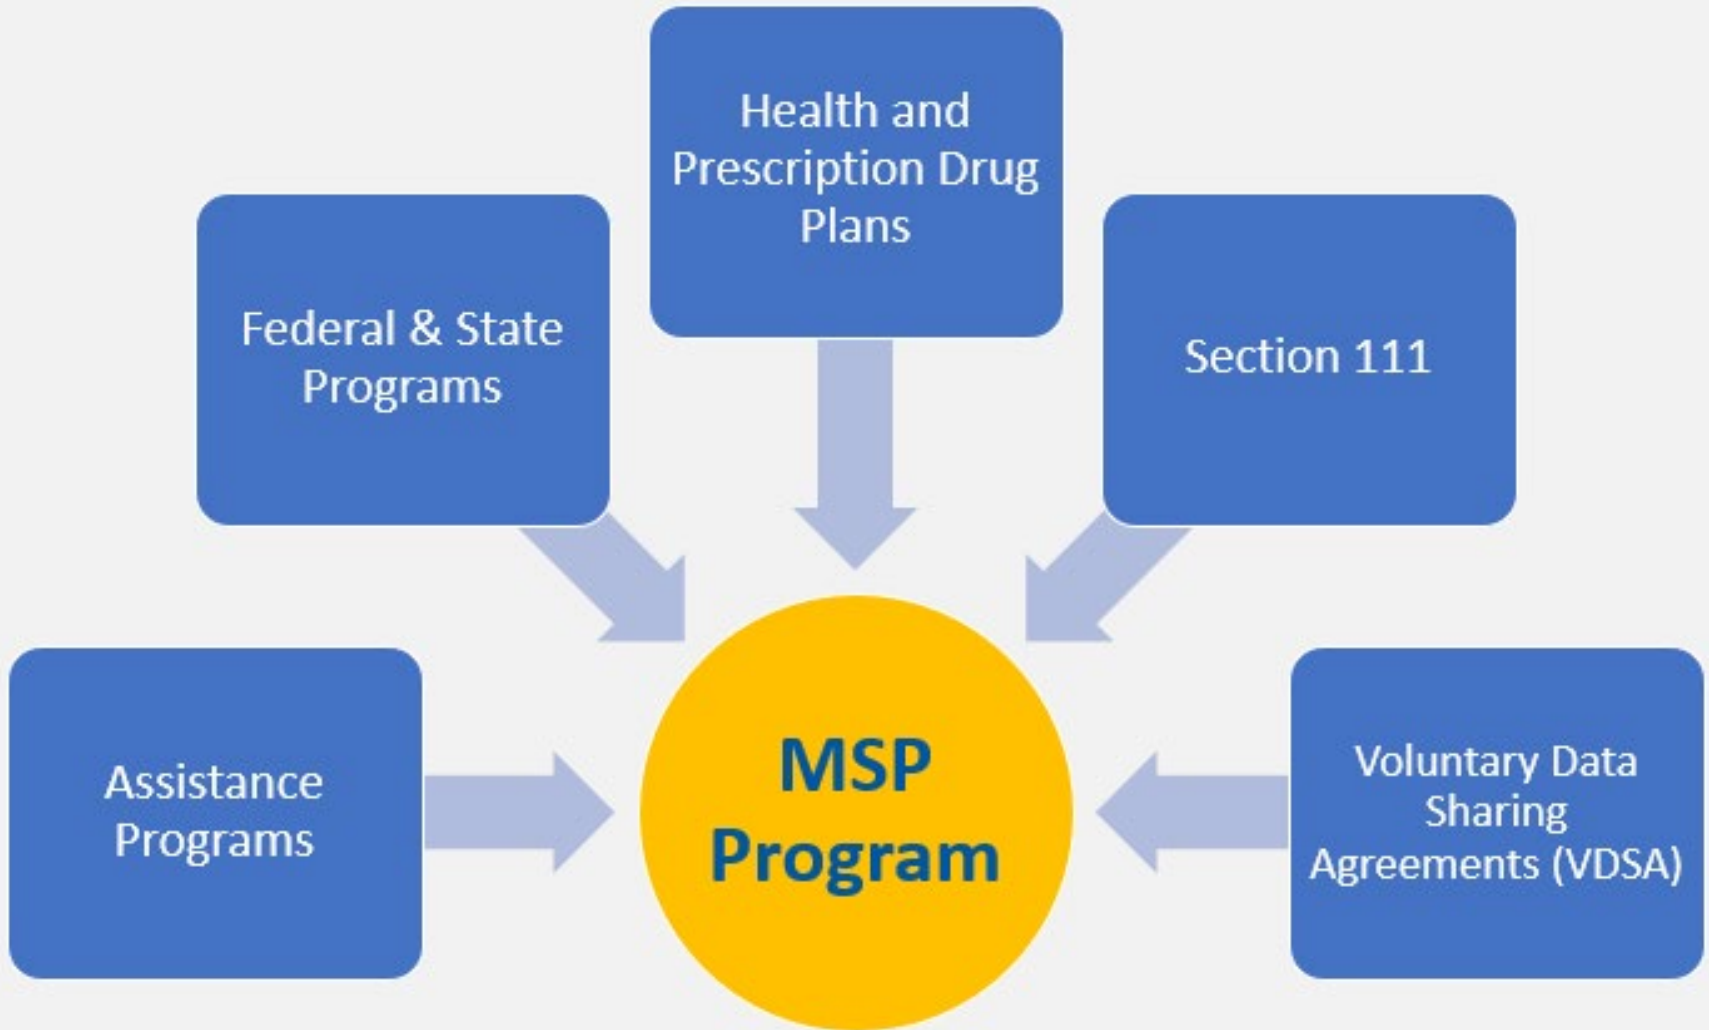 Health and
Prescription Drug
Plans
Federal & State
Programs
Section 111
Assistance
Programs
MSP
Program
Voluntary Data
Sharing
Agreements (VDSA)